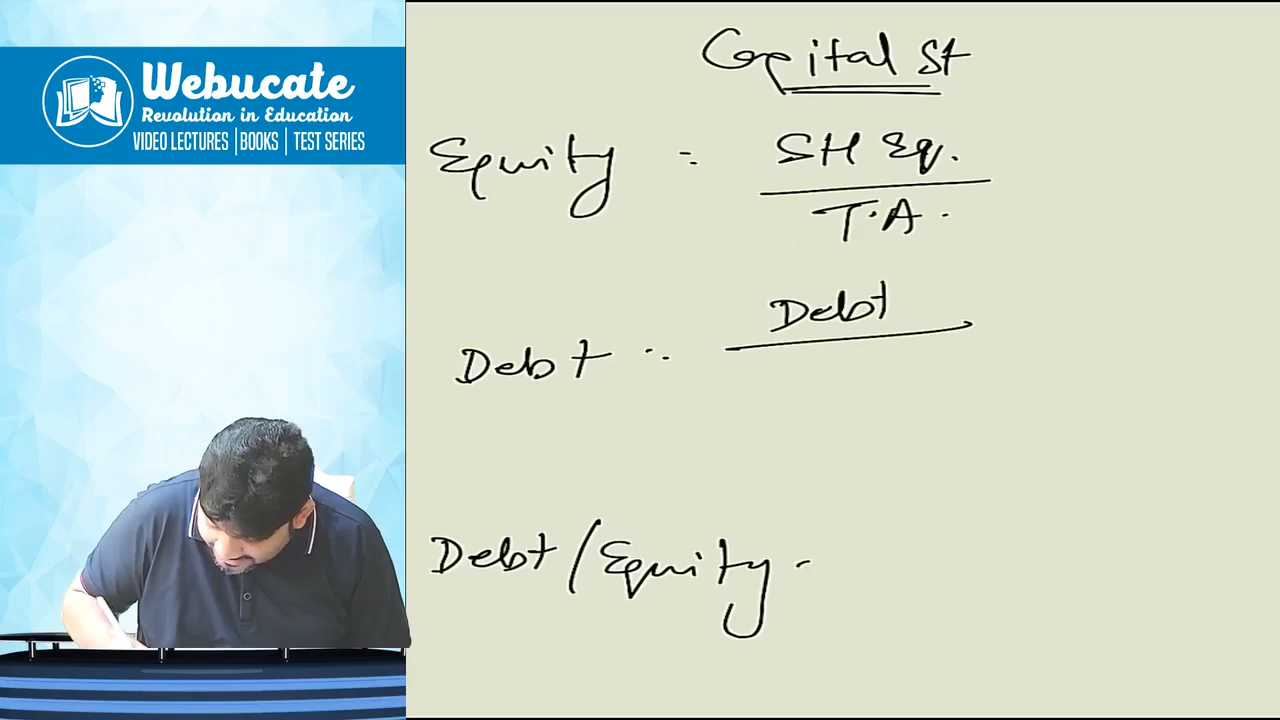 Webucate
Revolution in Education
VIDEO LECTURES | BOOKS | TEST SERIES
Capital St
Equity = SH Eq.
T.A.
Debt = Debt
Debt/Equity -